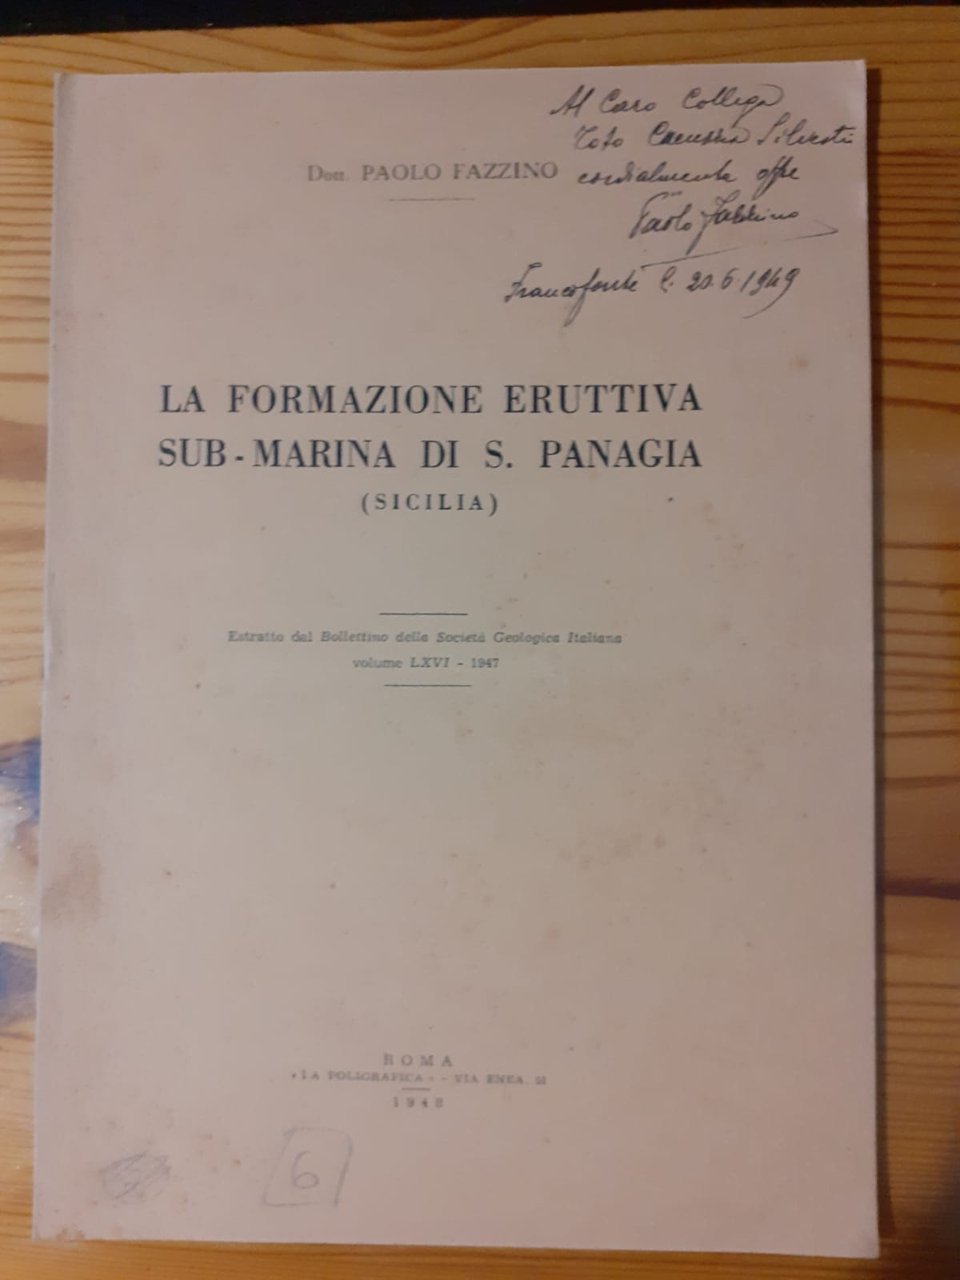 Al Caro Collega
Totò Silvestri
cordialmente offre
Paolo Fazzino
Francofonte 20.6.1949
Dott. PAOLO FAZZINO
LA FORMAZIONE ERUTTIVA
SUB-MARINA DI S. PANAGIA
(SICILIA)
Estratto dal Bollettino della Società Geologica Italiana
volume LXVI - 1947
ROMA
« LA POLIGRAFICA » - VIA ENEA
1948
6